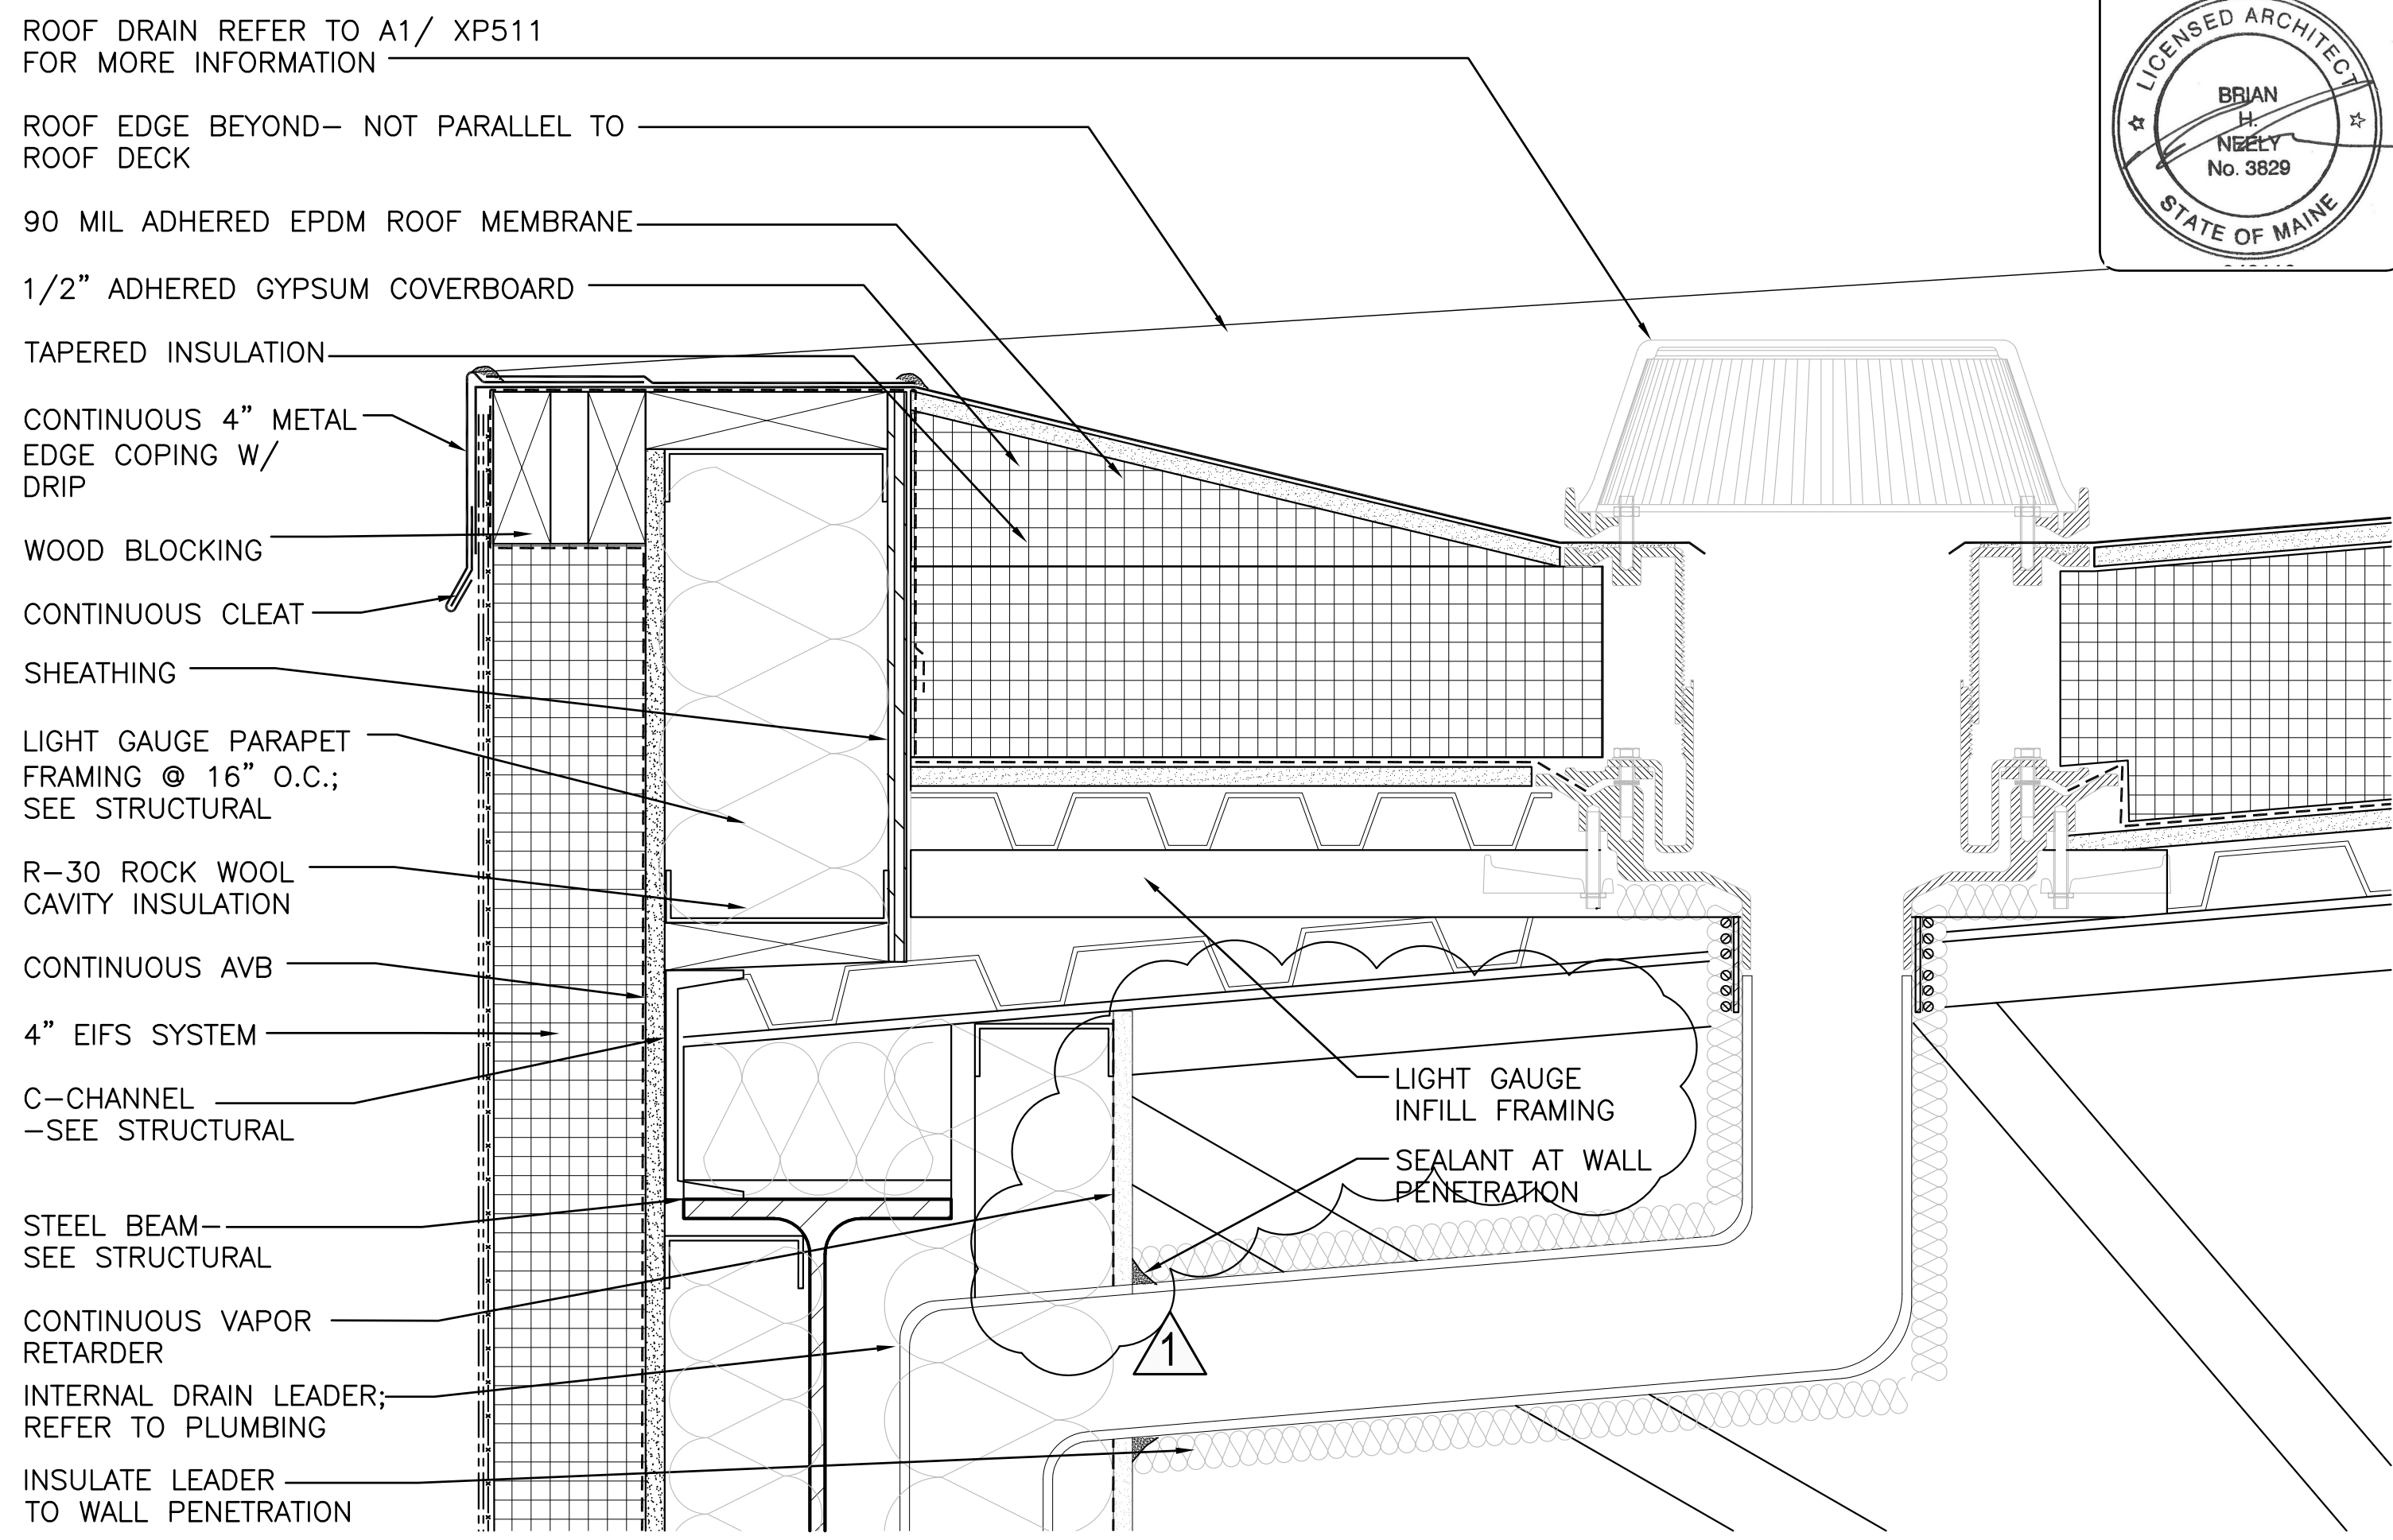 ROOF DRAIN REFER TO A1/ XP511
FOR MORE INFORMATION
ROOF EDGE BEYOND- NOT PARALLEL TO
ROOF DECK
90 MIL ADHERED EPDM ROOF MEMBRANE
1/2" ADHERED GYPSUM COVERBOARD
TAPERED INSULATION
CONTINUOUS 4" METAL
EDGE COPING W/
DRIP
WOOD BLOCKING
CONTINUOUS CLEAT
SHEATHING
LIGHT GAUGE PARAPET
FRAMING @ 16" O.C.;
SEE STRUCTURAL
R-30 ROCK WOOL
CAVITY INSULATION
CONTINUOUS AVB
4" EIFS SYSTEM
C-CHANNEL
-SEE STRUCTURAL
STEEL BEAM-
SEE STRUCTURAL
CONTINUOUS VAPOR
RETARDER
INTERNAL DRAIN LEADER;
REFER TO PLUMBING
INSULATE LEADER
TO WALL PENETRATION
LIGHT GAUGE
INFILL FRAMING
SEALANT AT WALL
PENETRATION
1
LICENSED ARCHITECT
BRIAN
H.
NEELY
No. 3829
STATE OF MAINE